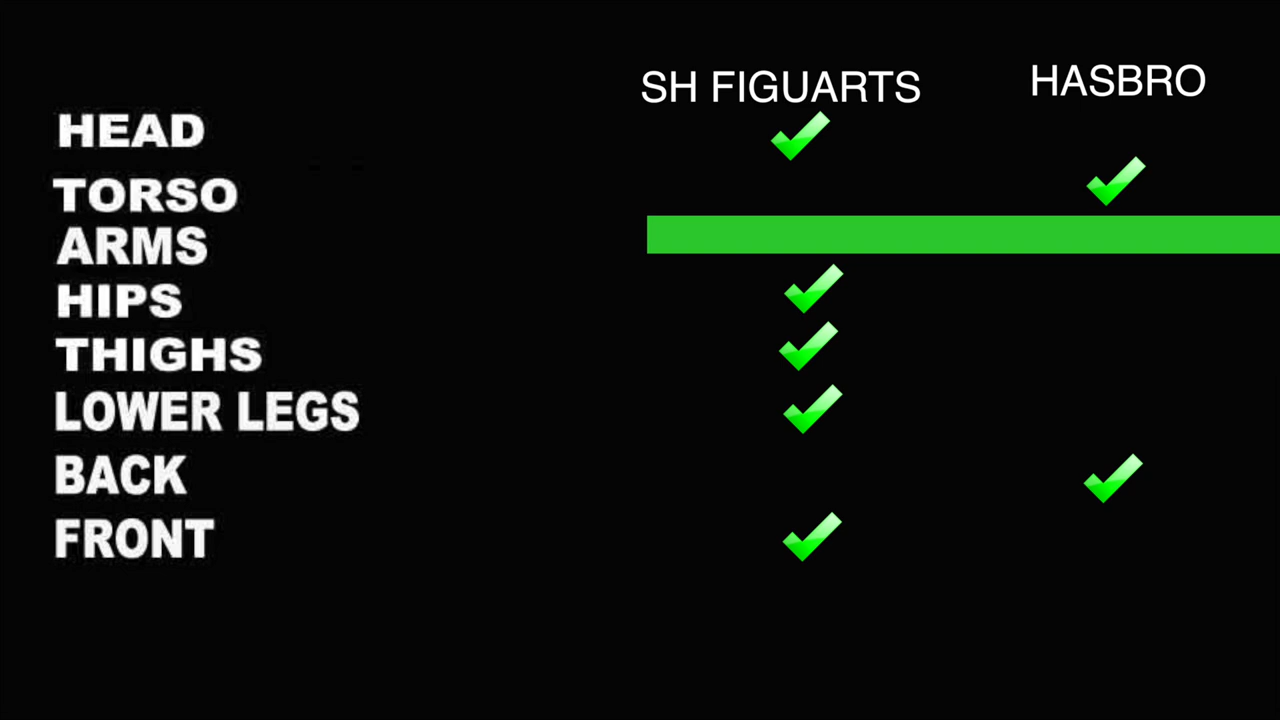 SH FIGUARTS HASBRO
HEAD
TORSO
ARMS
HIPS
THIGHS
LOWER LEGS
BACK
FRONT